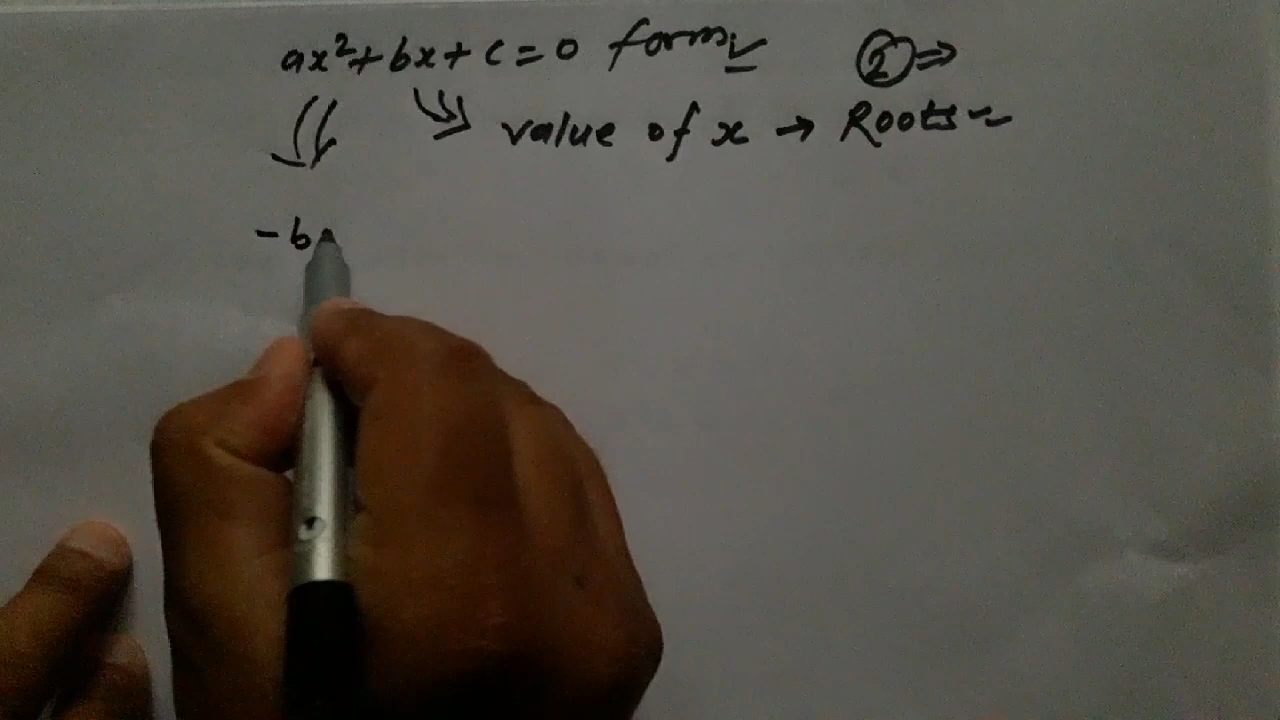 ax²+bx+c=0 form ②⇒
value of x → Roots
-b